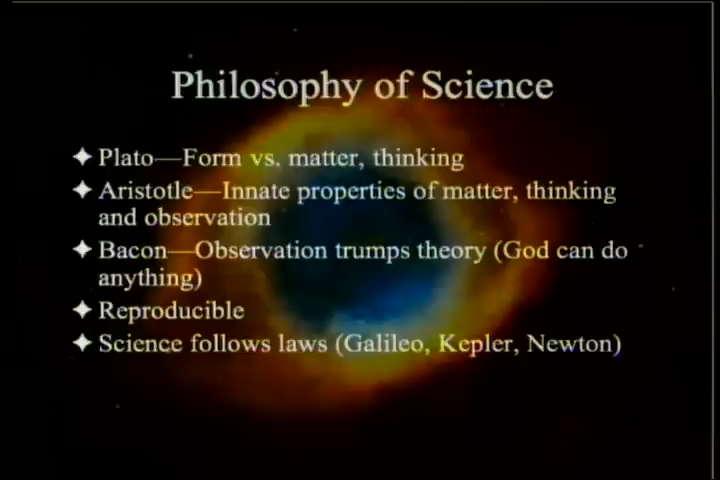 Philosophy of Science
✦ Plato—Form vs. matter, thinking
✦ Aristotle—Innate properties of matter, thinking
and observation
✦ Bacon—Observation trumps theory (God can do
anything)
✦ Reproducible
✦ Science follows laws (Galileo, Kepler, Newton)